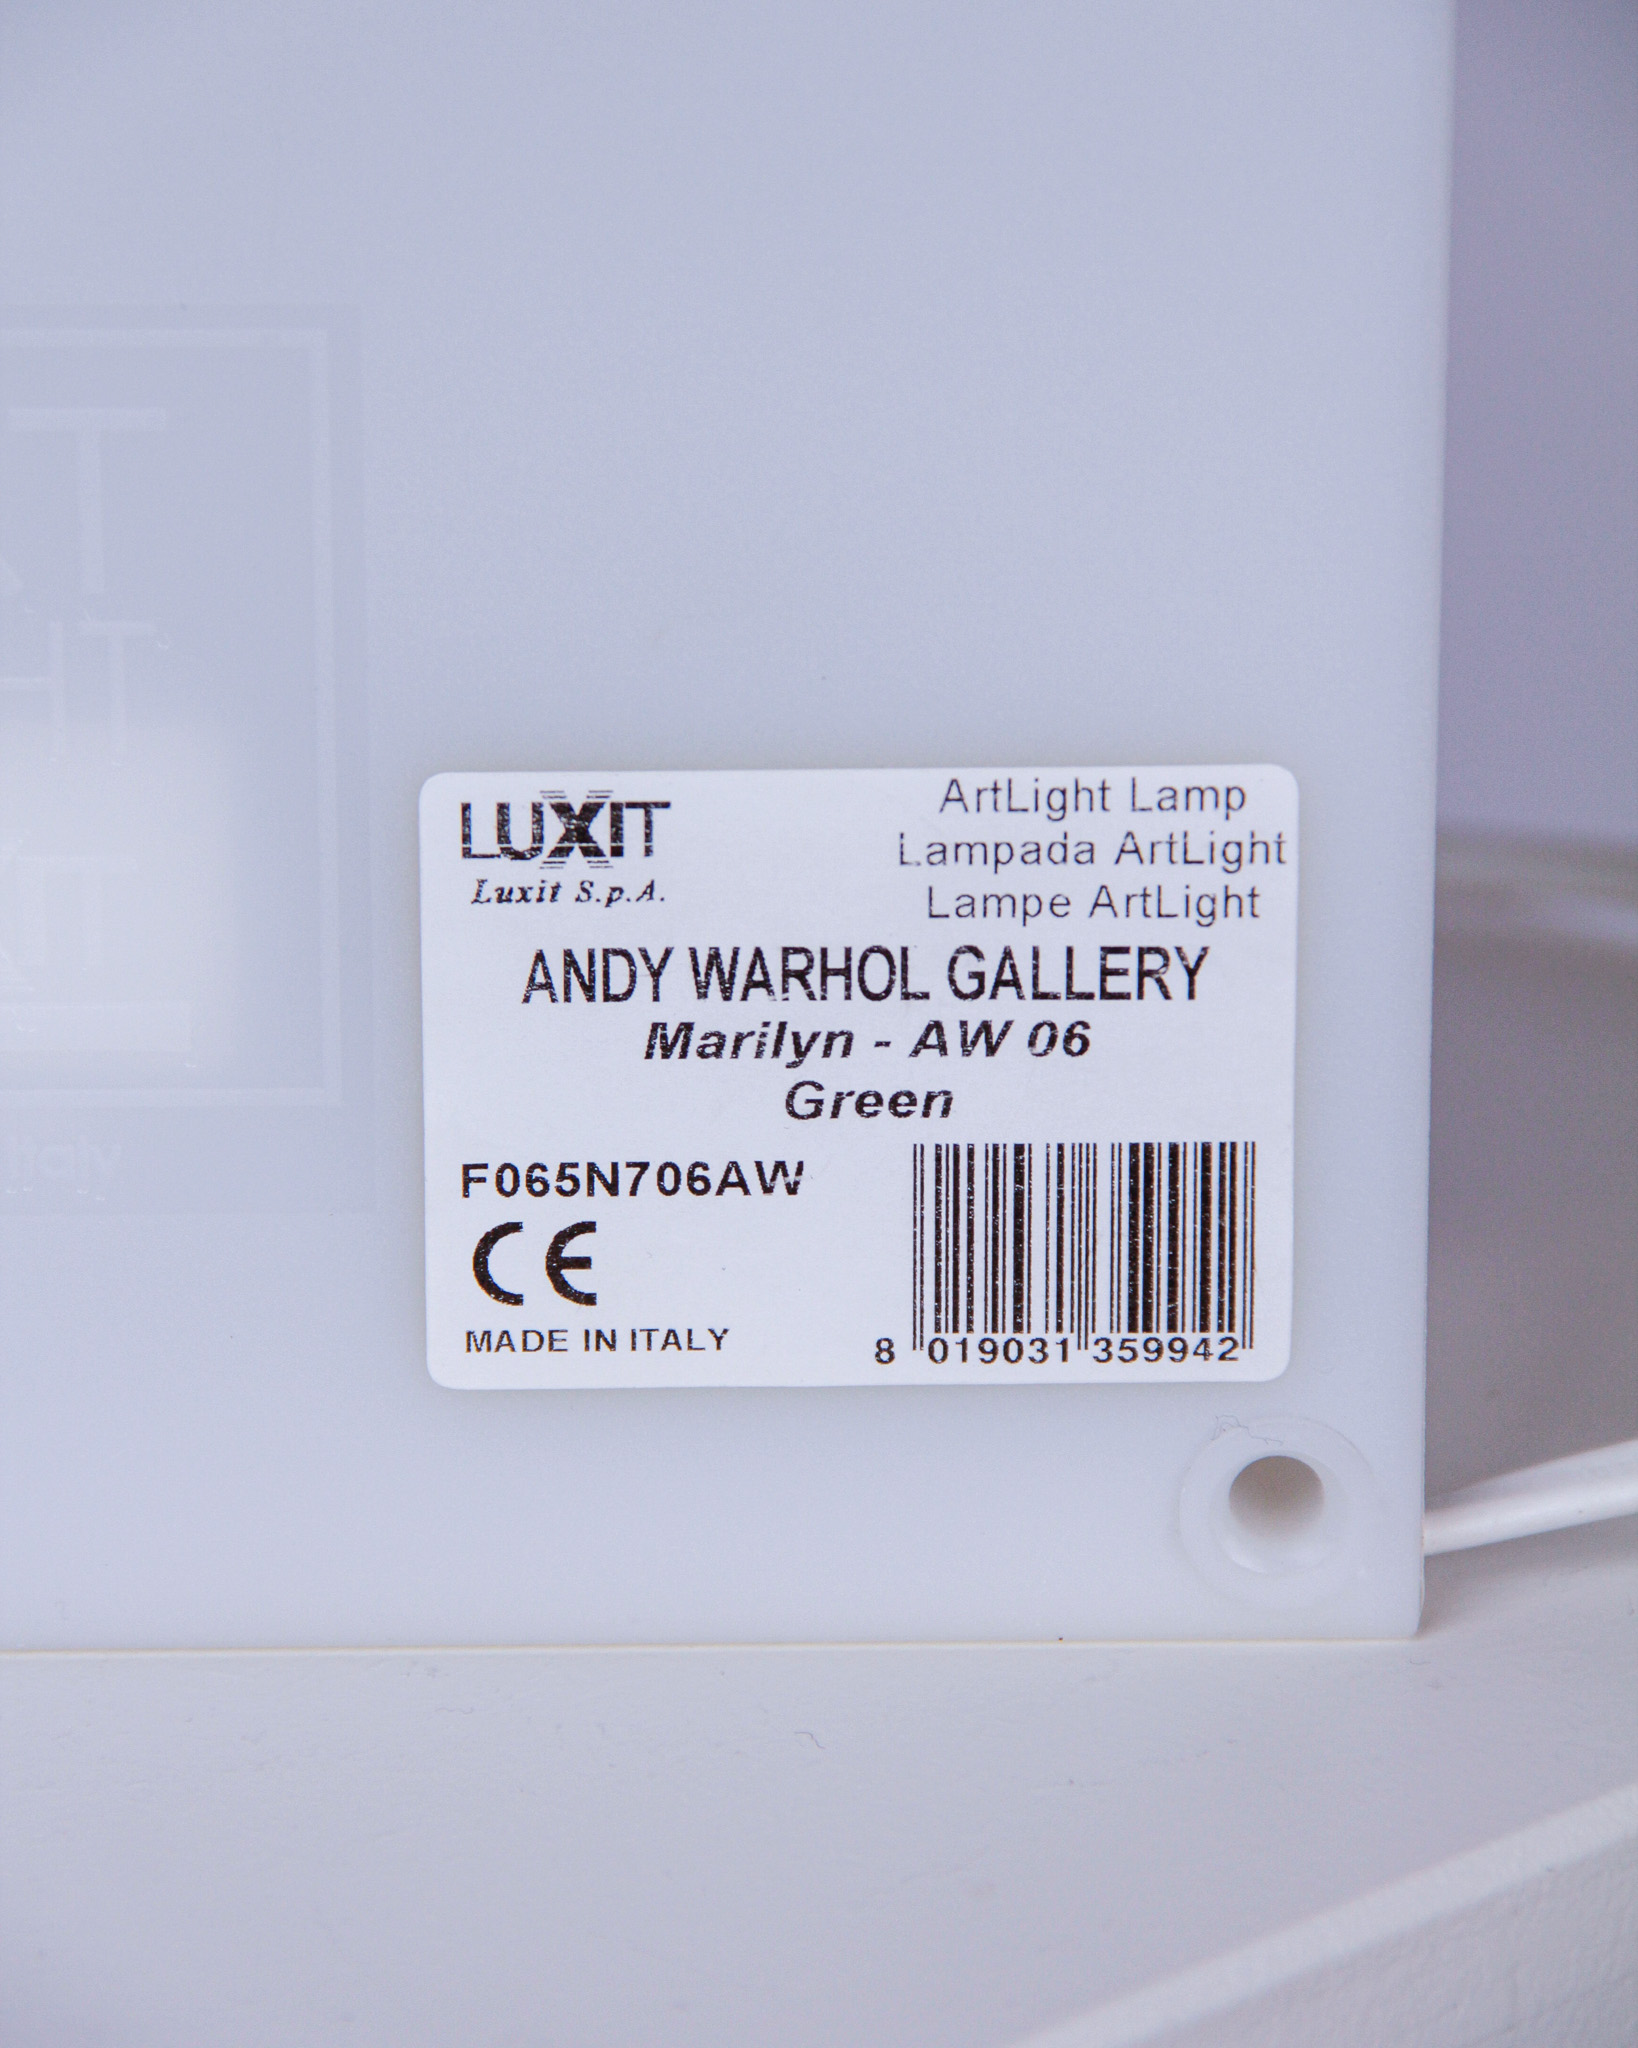 LUXIT
Luxit S.p.A.
ArtLight Lamp
Lampada ArtLight
Lampe ArtLight
ANDY WARHOL GALLERY
Marilyn - AW 06
Green
F065N706AW
CE
MADE IN ITALY
8 019031 359942
Italy